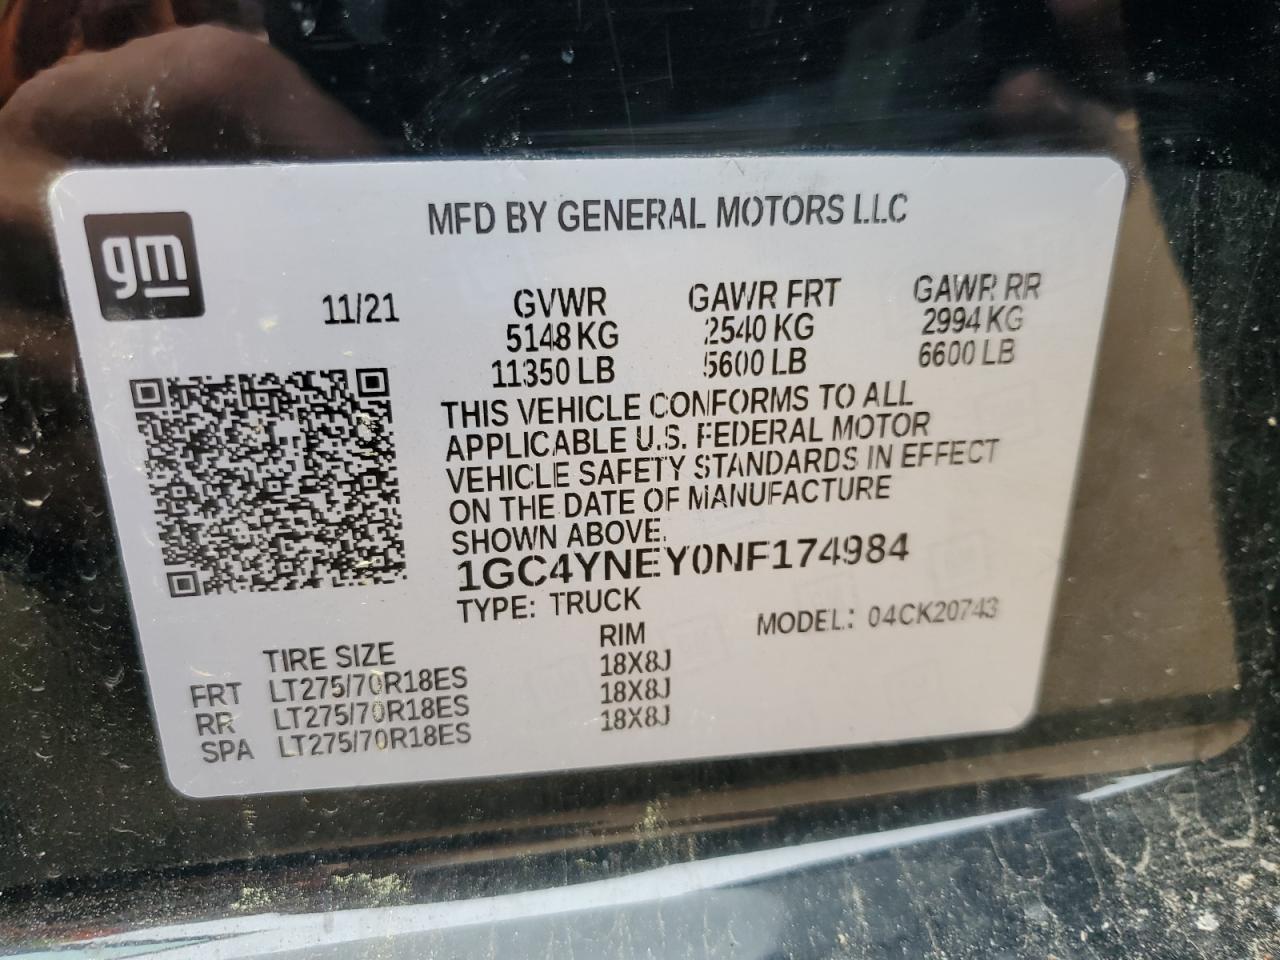 gm
MFD BY GENERAL MOTORS LLC
11/21
GVWR GAWR FRT GAWR RR
5148 KG 2540 KG 2994 KG
11350 LB 5600 LB 6600 LB
THIS VEHICLE CONFORMS TO ALL
APPLICABLE U.S. FEDERAL MOTOR
VEHICLE SAFETY STANDARDS IN EFFECT
ON THE DATE OF MANUFACTURE
SHOWN ABOVE.
1GC4YNEY0NF174984
TYPE: TRUCK MODEL: 04CK20743
TIRE SIZE RIM
FRT LT275/70R18ES 18X8J
RR LT275/70R18ES 18X8J
SPA LT275/70R18ES 18X8J